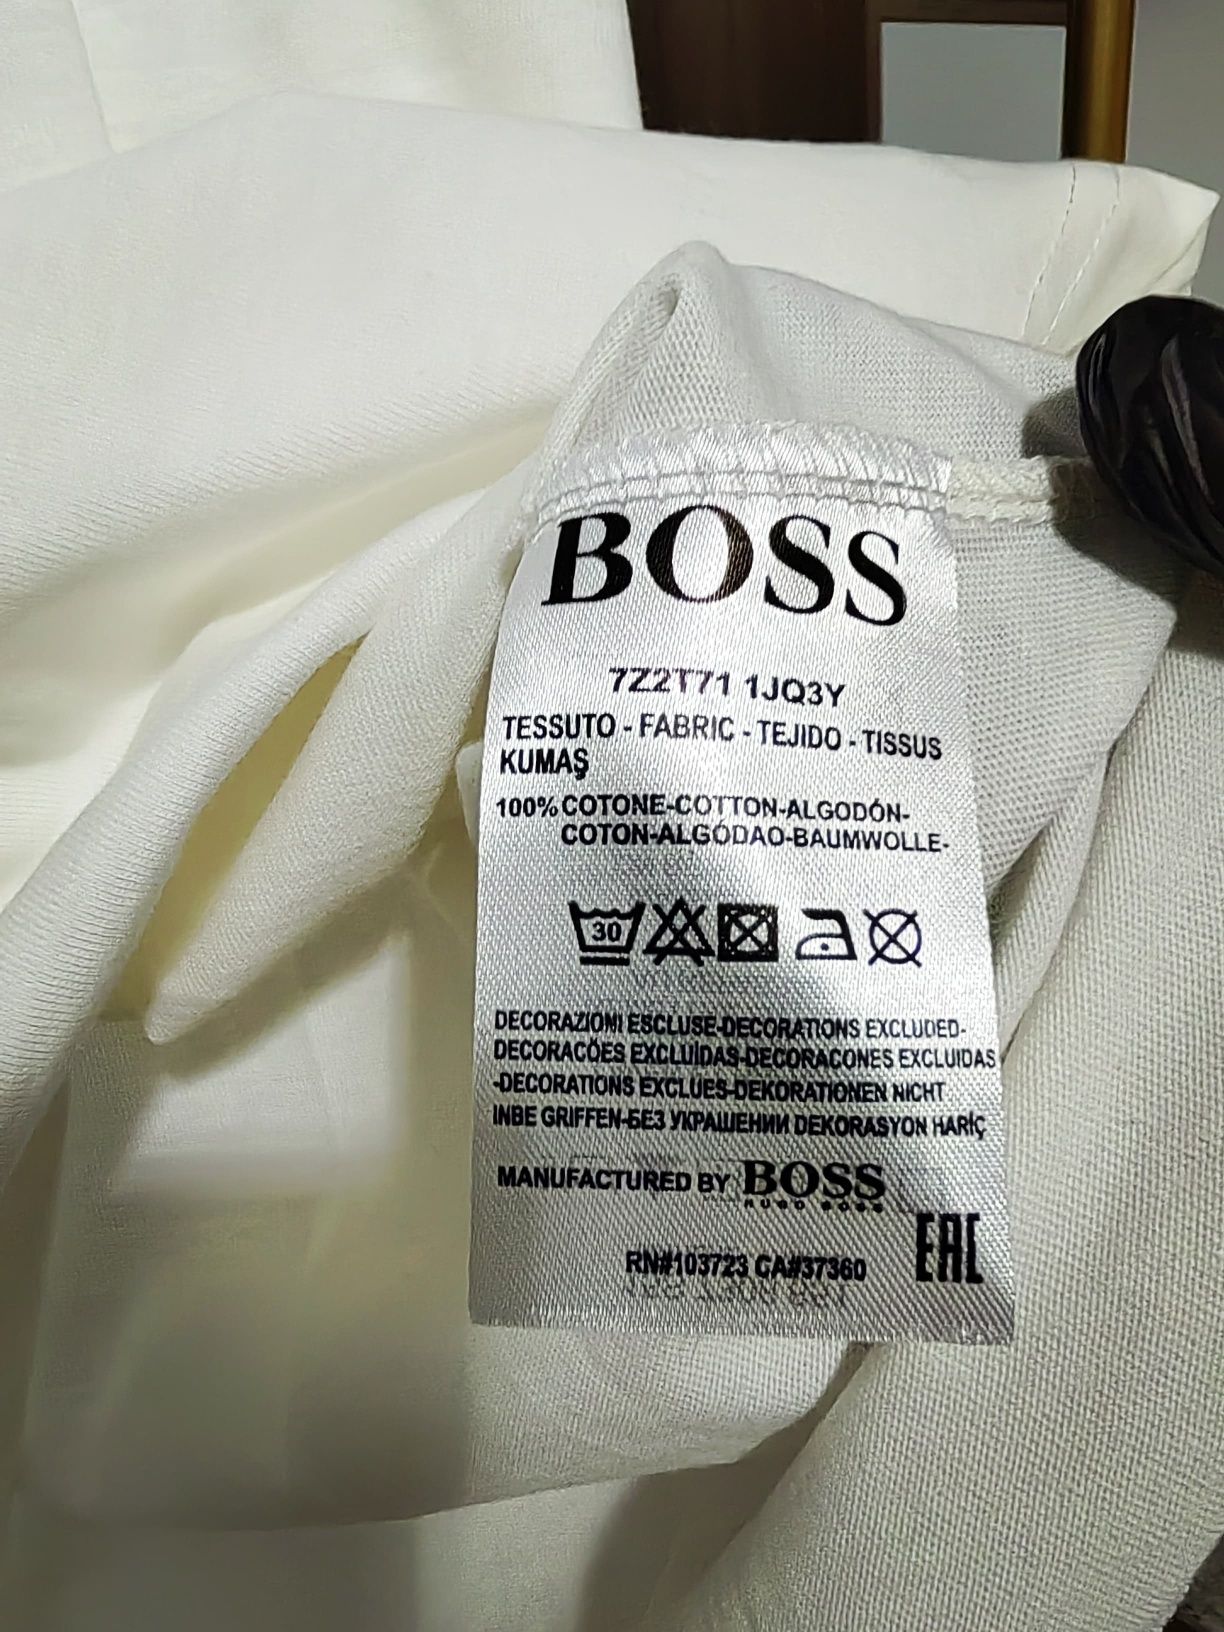 BOSS
7Z2T71 1JQ3Y
TESSUTO - FABRIC - TEJIDO - TISSUS
KUMAŞ
100% COTONE-COTTON-ALGODÓN-
COTON-ALGÓDAO-BAUMWOLLE-
30
DECORAZIONI ESCLUSE-DECORATIONS EXCLUDED-
DECORACÕES EXCLUÍDAS-DECORACONES EXCLUIDAS
-DECORATIONS EXCLUES-DEKORATIONEN NICHT
INBE GRIFFEN-БЕЗ УКРАШЕНИИ DEKORASYON HARİÇ
MANUFACTURED BY BOSS
HUGO BOSS
RN#103723 CA#37360
EAC